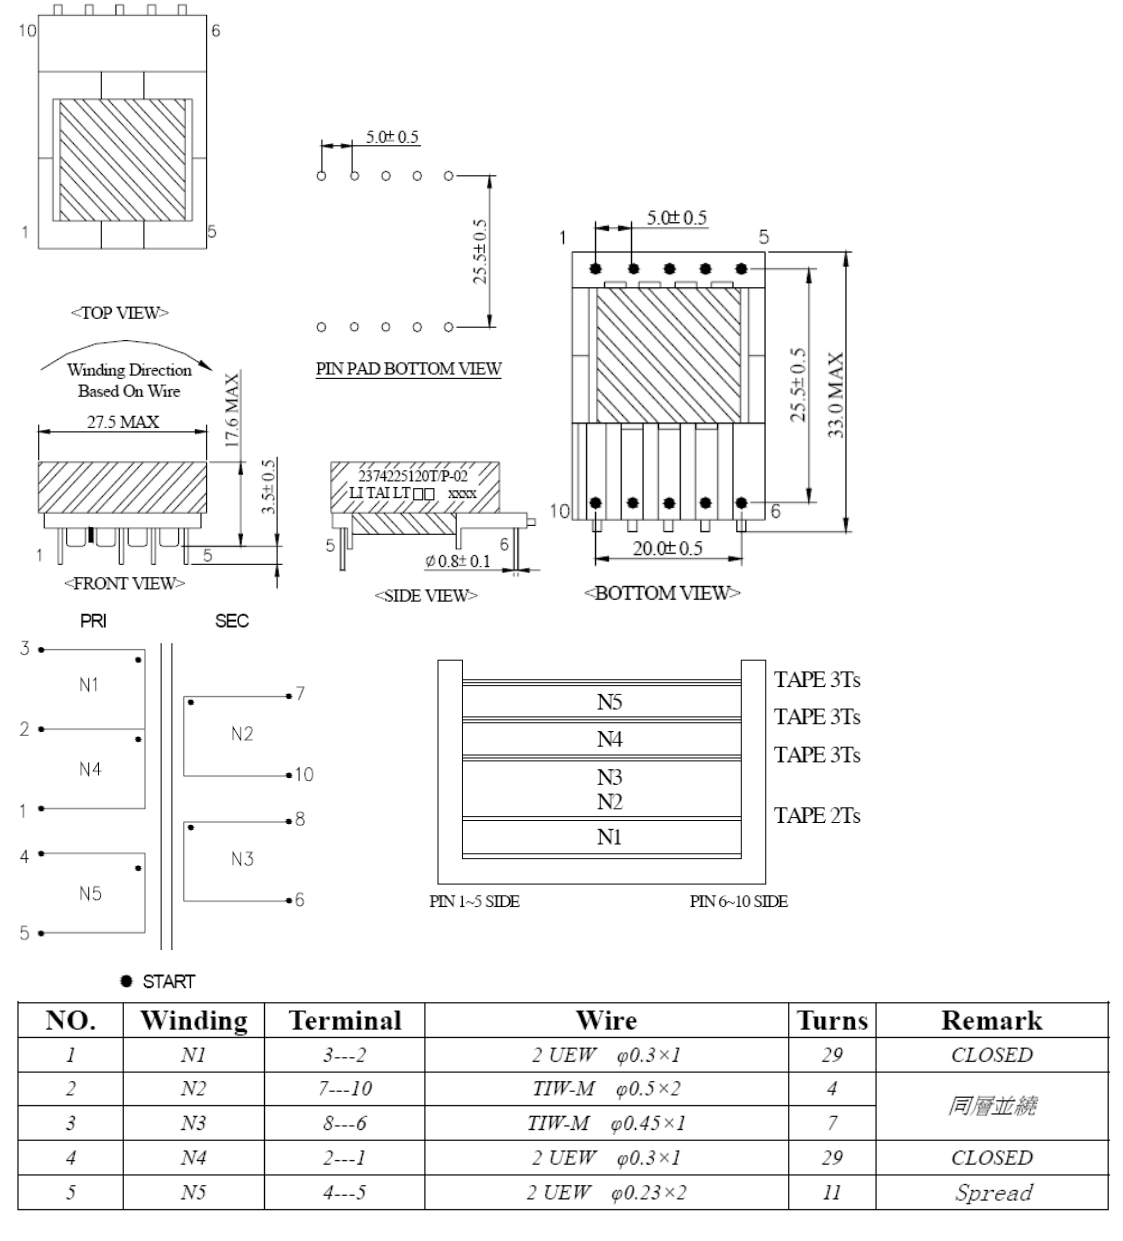 10
6
1
5
<TOP VIEW>
5.0±0.5
25.5±0.5
PIN PAD BOTTOM VIEW
1
5.0±0.5
5
25.5±0.5
33.0 MAX
10
6
20.0±0.5
<BOTTOM VIEW>
Winding Direction
Based On Wire
27.5 MAX
17.6 MAX
3.5±0.5
1
5
<FRONT VIEW>
2374225120T/P-02
LI TAI LT□□ xxxx
5
6
Ø0.8±0.1
<SIDE VIEW>
PRI SEC
3
N1
2
N4
1
4
N5
5
7
N2
10
8
N3
6
● START
TAPE 3Ts
N5
TAPE 3Ts
N4
TAPE 3Ts
N3
N2
TAPE 2Ts
N1
PIN 1~5 SIDE PIN 6~10 SIDE
NO. Winding Terminal Wire Turns Remark
1 N1 3---2 2 UEW φ0.3×1 29 CLOSED
2 N2 7---10 TIW-M φ0.5×2 4
同層並繞
3 N3 8---6 TIW-M φ0.45×1 7
4 N4 2---1 2 UEW φ0.3×1 29 CLOSED
5 N5 4---5 2 UEW φ0.23×2 11 Spread